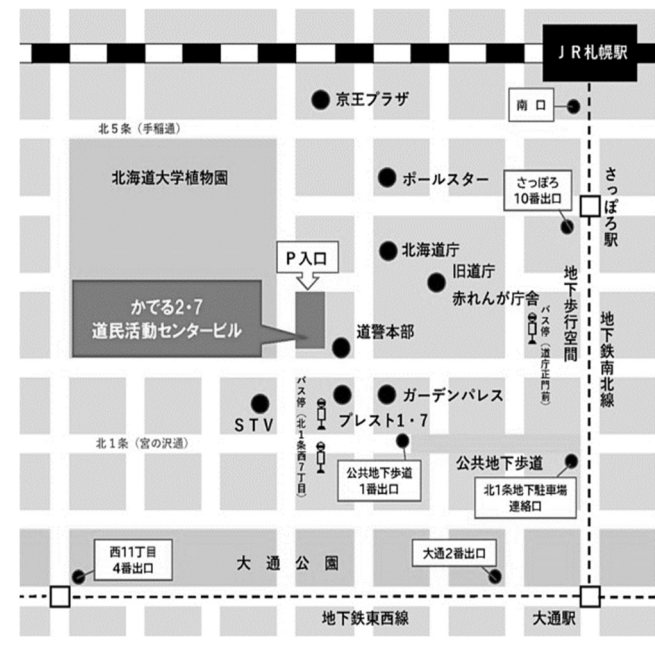 JR札幌駅
京王プラザ
南口
北5条（手稲通）
北海道大学植物園
ポールスター
さっぽろ
10番出口
さっぽろ駅
北海道庁
P入口
旧道庁
赤れんが庁舎
地下歩行空間
バス停（道庁正門前）
地下鉄南北線
かでる2・7
道民活動センタービル
道警本部
STV
バス停（北1条西7丁目）
プレスト1・7
ガーデンパレス
北1条（宮の沢通）
公共地下歩道
1番出口
公共地下歩道
北1条地下駐車場
連絡口
西11丁目
4番出口
大通公園
大通2番出口
地下鉄東西線
大通駅